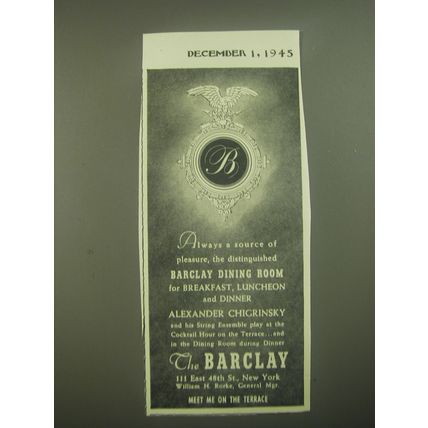 DECEMBER 1, 1945
B
Always a source of
pleasure, the distinguished
BARCLAY DINING ROOM
for BREAKFAST, LUNCHEON
and DINNER
ALEXANDER CHIGRINSKY
and his String Ensemble play at the
Cocktail Hour on the Terrace...and
in the Dining Room during Dinner
The BARCLAY
111 East 48th St., New York
William H. Rorke, General Mgr.
MEET ME ON THE TERRACE